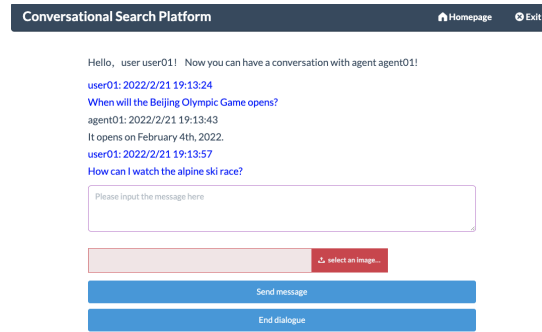 Conversational Search Platform
Homepage
Exit
Hello, user user01! Now you can have a conversation with agent agent01!
user01: 2022/2/21 19:13:24
When will the Beijing Olympic Game opens?
agent01: 2022/2/21 19:13:43
It opens on February 4th, 2022.
user01: 2022/2/21 19:13:57
How can I watch the alpine ski race?
Please input the message here
select an image...
Send message
End dialogue